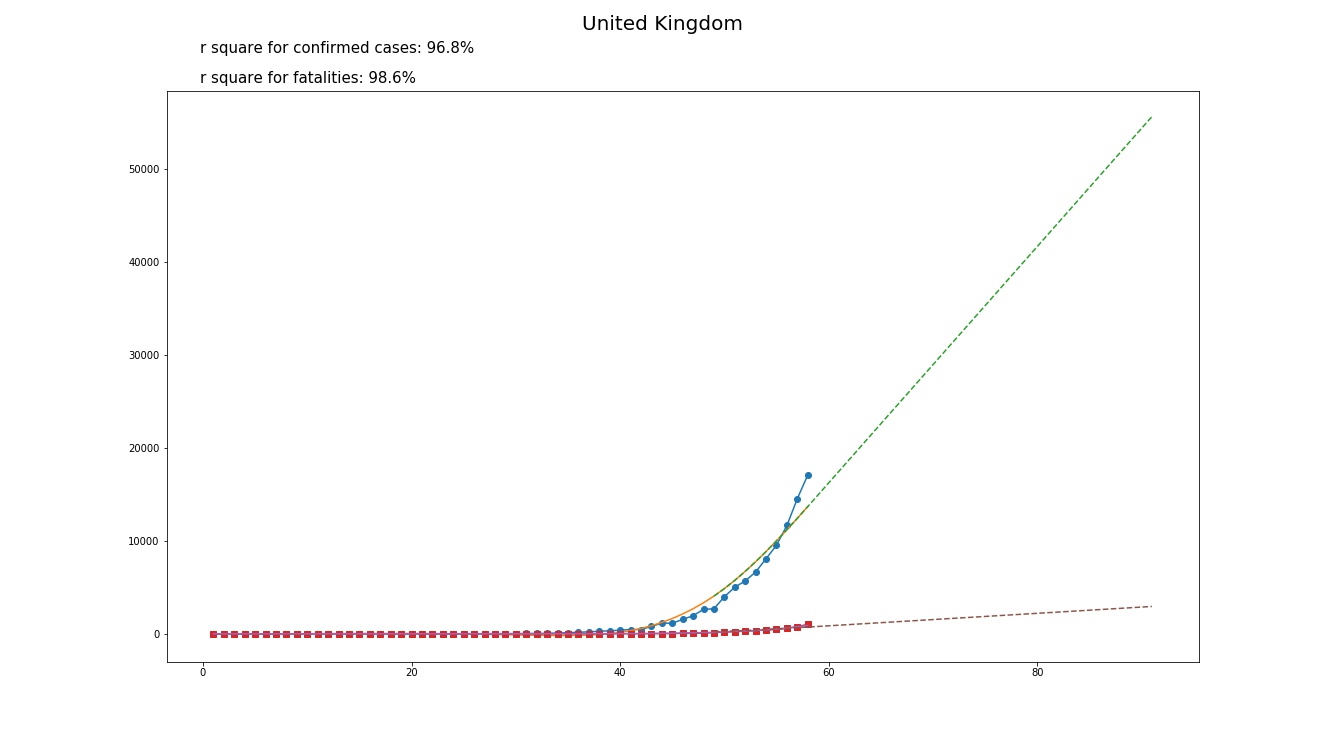 United Kingdom
r square for confirmed cases: 96.8%
r square for fatalities: 98.6%
50000
40000
30000
20000
10000
0
0 20 40 60 80